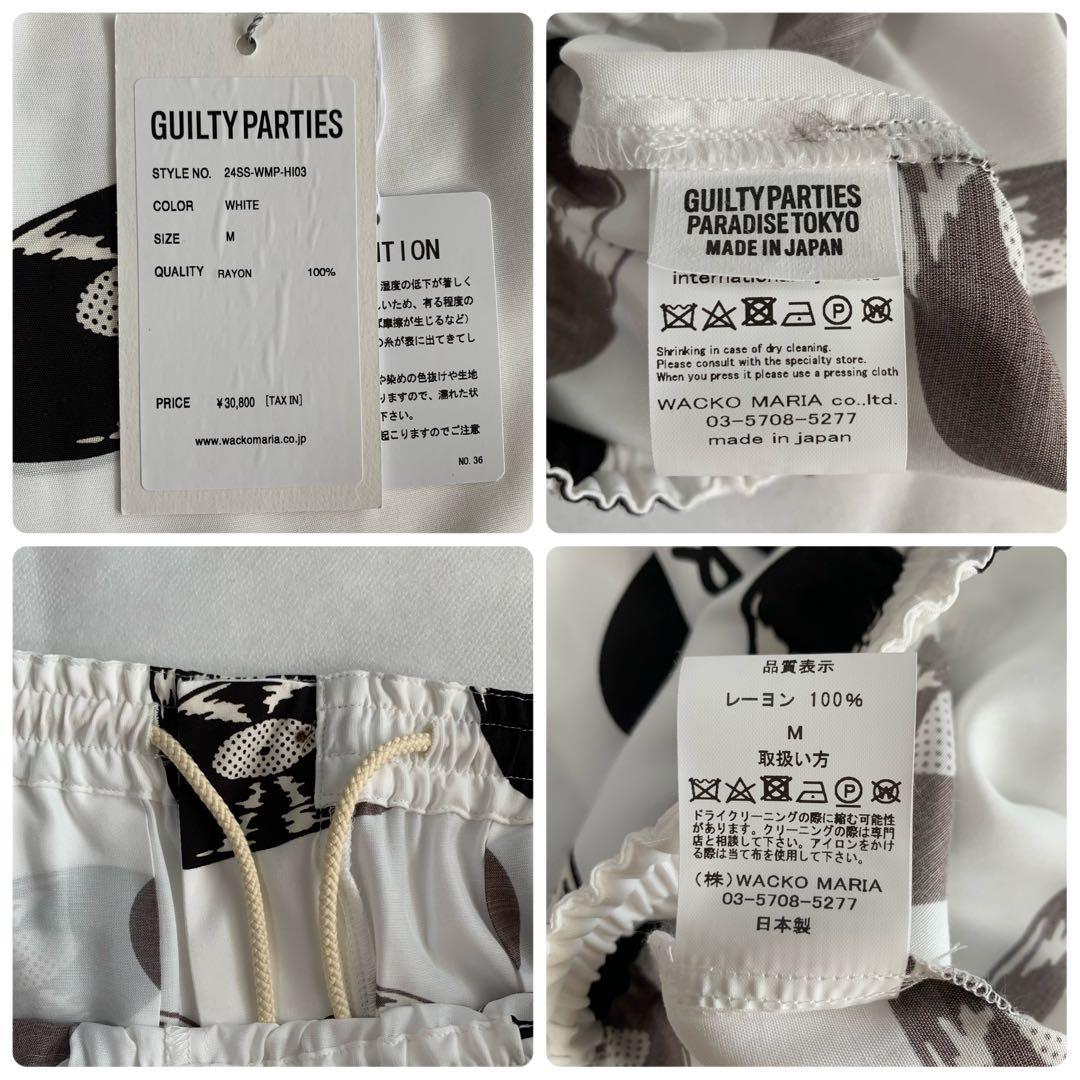 GUILTY PARTIES
STYLE NO. 24SS-WMP-HI03
COLOR WHITE
SIZE M
QUALITY RAYON 100%
PRICE ¥30,800 [TAX IN]
www.wackomaria.co.jp
ITION
湿度の低下が著しく
いため、有る程度の
摩擦が生じるなど)
の糸が表に出てきてし
や染めの色抜けや生地
りますので、濡れた状
下さい。
起こりますのでご注意
NO. 36
GUILTY PARTIES
PARADISE TOKYO
MADE IN JAPAN
international
P
W
Shrinking in case of dry cleaning.
Please consult with the specialty store.
When you press it please use a pressing cloth
WACKO MARIA co.,ltd.
03-5708-5277
made in japan
品質表示
レーヨン 100%
M
取扱い方
P
W
ドライクリーニングの際に縮む可能性
があります。クリーニングの際は専門
店と相談して下さい。アイロンをかけ
る際は当て布を使用して下さい。
(株)WACKO MARIA
03-5708-5277
日本製